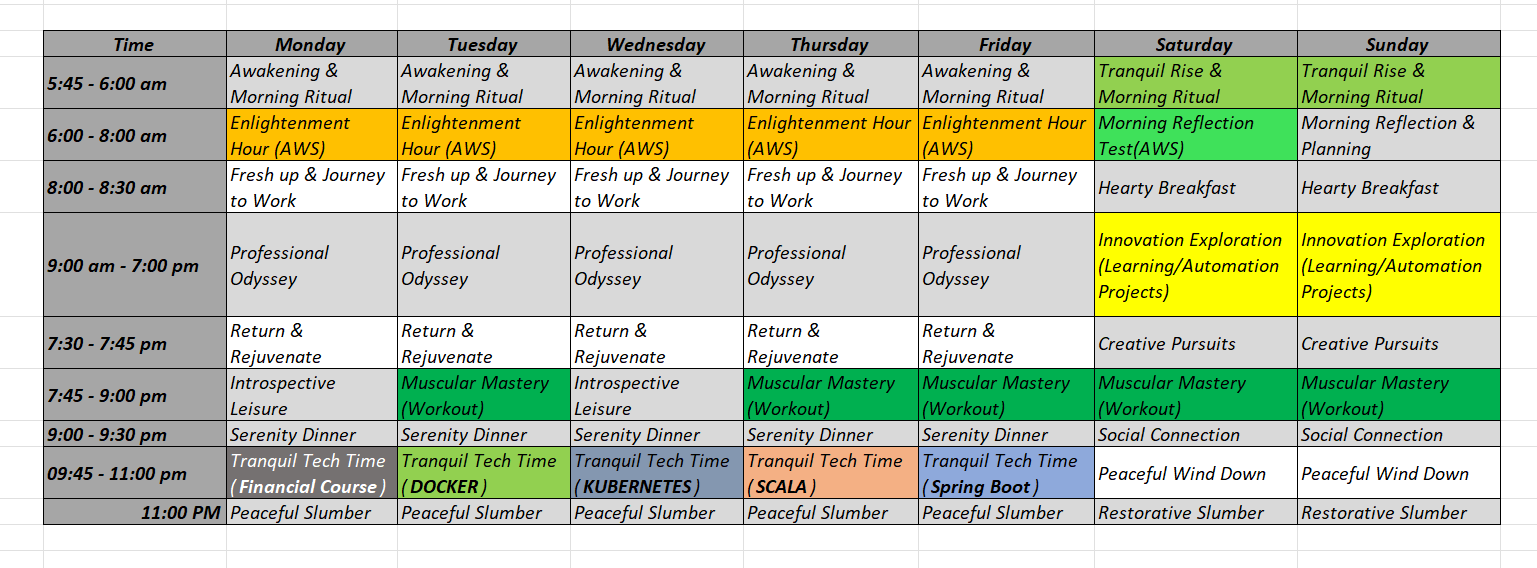 Time Monday Tuesday Wednesday Thursday Friday Saturday Sunday
5:45 - 6:00 am
Awakening &
Morning Ritual
Awakening &
Morning Ritual
Awakening &
Morning Ritual
Awakening &
Morning Ritual
Awakening &
Morning Ritual
Tranquil Rise &
Morning Ritual
Tranquil Rise &
Morning Ritual
6:00 - 8:00 am
Enlightenment
Hour (AWS)
Enlightenment
Hour (AWS)
Enlightenment
Hour (AWS)
Enlightenment Hour
(AWS)
Enlightenment Hour
(AWS)
Morning Reflection
Test(AWS)
Morning Reflection &
Planning
8:00 - 8:30 am
Fresh up & Journey
to Work
Fresh up & Journey
to Work
Fresh up & Journey
to Work
Fresh up & Journey
to Work
Fresh up & Journey
to Work
Hearty Breakfast
Hearty Breakfast
9:00 am - 7:00 pm
Professional
Odyssey
Professional
Odyssey
Professional
Odyssey
Professional
Odyssey
Professional
Odyssey
Innovation Exploration
(Learning/Automation
Projects)
Innovation Exploration
(Learning/Automation
Projects)
7:30 - 7:45 pm
Return &
Rejuvenate
Return &
Rejuvenate
Return &
Rejuvenate
Return &
Rejuvenate
Return &
Rejuvenate
Creative Pursuits
Creative Pursuits
7:45 - 9:00 pm
Introspective
Leisure
Muscular Mastery
(Workout)
Introspective
Leisure
Muscular Mastery
(Workout)
Muscular Mastery
(Workout)
Muscular Mastery
(Workout)
Muscular Mastery
(Workout)
9:00 - 9:30 pm
Serenity Dinner
Serenity Dinner
Serenity Dinner
Serenity Dinner
Serenity Dinner
Social Connection
Social Connection
09:45 - 11:00 pm
Tranquil Tech Time
( Financial Course )
Tranquil Tech Time
( DOCKER )
Tranquil Tech Time
( KUBERNETES )
Tranquil Tech Time
( SCALA )
Tranquil Tech Time
( Spring Boot )
Peaceful Wind Down
Peaceful Wind Down
11:00 PM
Peaceful Slumber
Peaceful Slumber
Peaceful Slumber
Peaceful Slumber
Peaceful Slumber
Restorative Slumber
Restorative Slumber